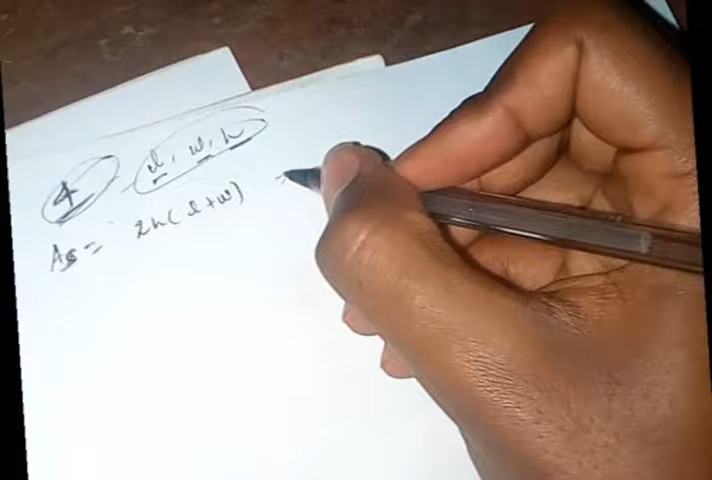 4 l, w, h
As = 2h(l+w) =